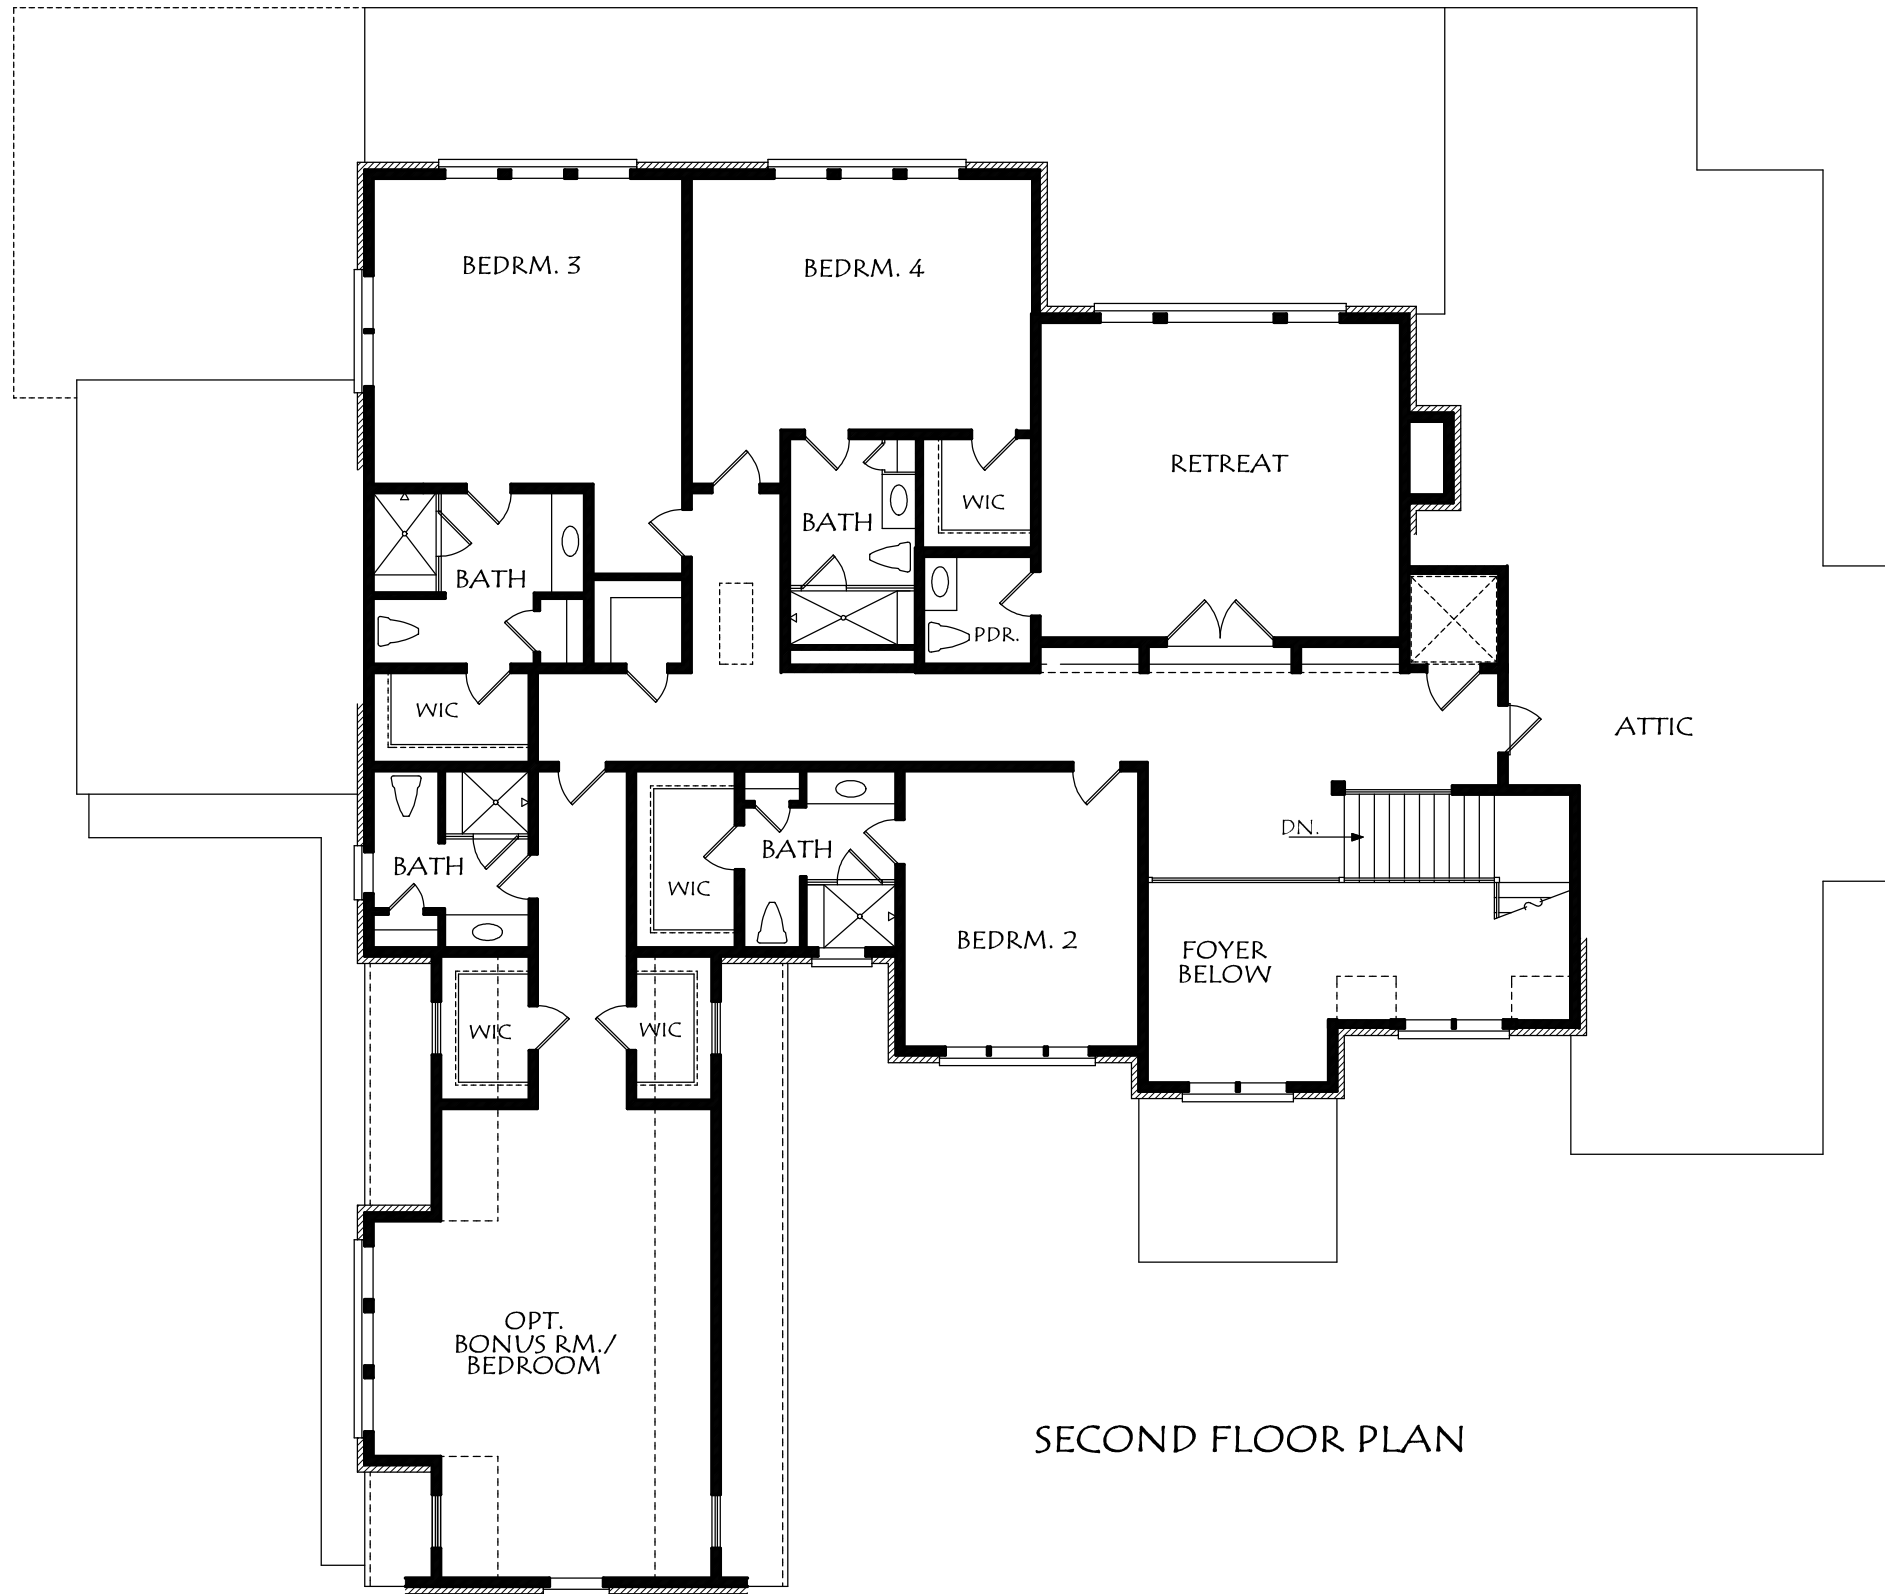 BEDRM. 3
BEDRM. 4
RETREAT
WIC
BATH
BATH
PDR.
WIC
ATTIC
DN.
BATH
BATH
WIC
BEDRM. 2
FOYER
BELOW
WIC
WIC
OPT.
BONUS RM./
BEDROOM
SECOND FLOOR PLAN